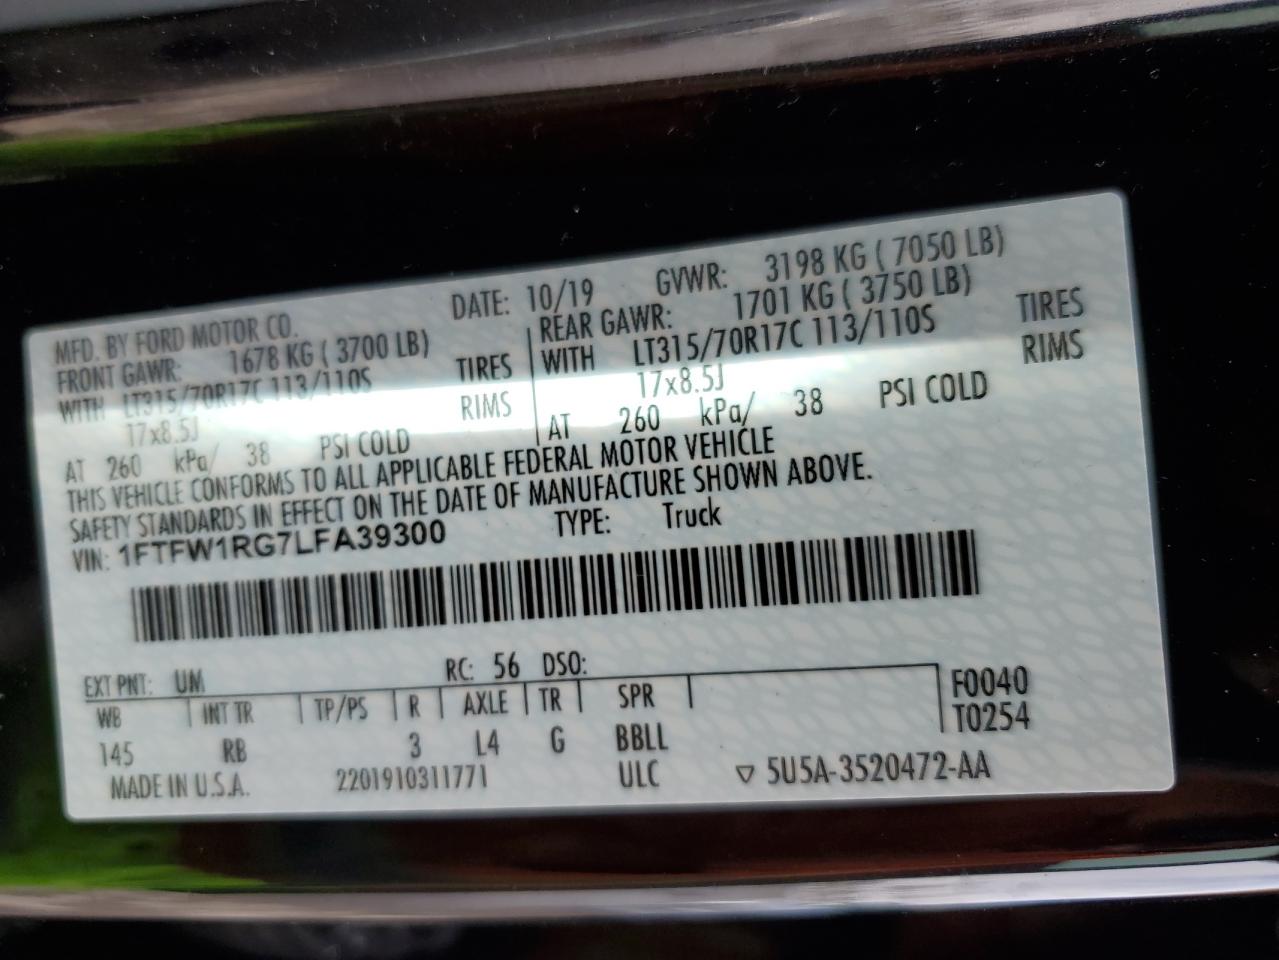 MFD. BY FORD MOTOR CO.
DATE: 10/19 GVWR: 3198 KG ( 7050 LB)
FRONT GAWR: 1678 KG ( 3700 LB)
WITH LT315/70R17C 113/110S TIRES
17x8.5J RIMS
AT 260 kPa/ 38 PSI COLD
REAR GAWR: 1701 KG ( 3750 LB)
WITH LT315/70R17C 113/110S TIRES
17x8.5J RIMS
AT 260 kPa/ 38 PSI COLD
THIS VEHICLE CONFORMS TO ALL APPLICABLE FEDERAL MOTOR VEHICLE
SAFETY STANDARDS IN EFFECT ON THE DATE OF MANUFACTURE SHOWN ABOVE.
VIN: 1FTFW1RG7LFA39300 TYPE: Truck
EXT PNT: UM RC: 56 DSO:
WB INT TR TP/PS R AXLE TR SPR F0040
T0254
145 RB 3 L4 G BBLL
MADE IN U.S.A. 2201910311771 ULC ▽ 5U5A-3520472-AA